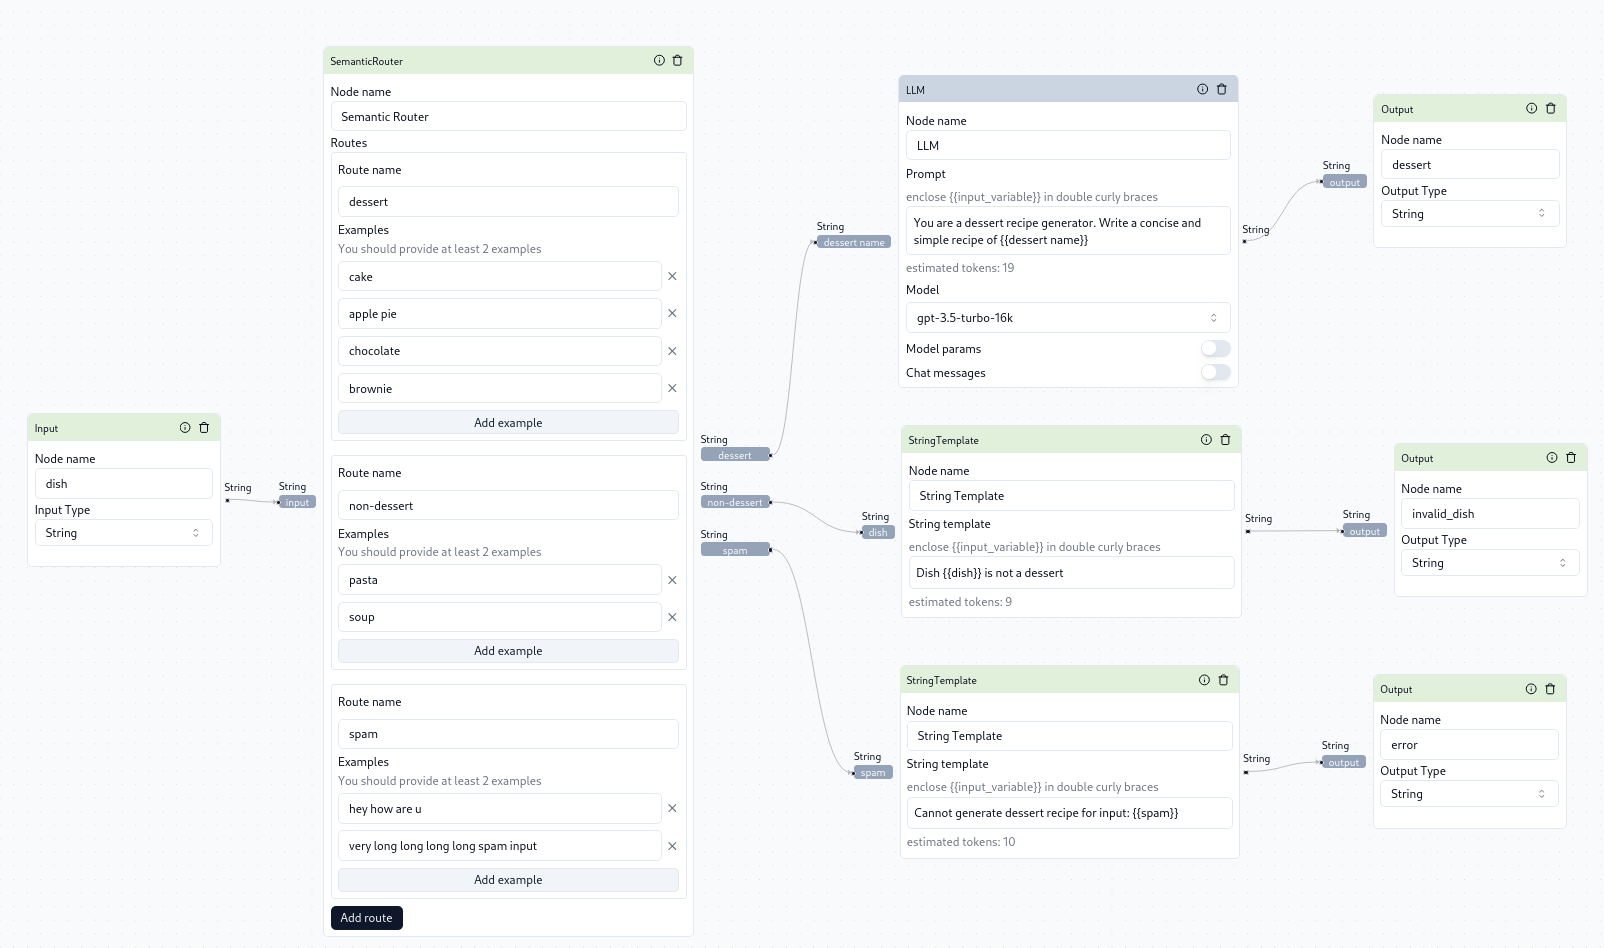 Input
Node name
dish
Input Type
String
String
String
input
SemanticRouter
Node name
Semantic Router
Routes
Route name
dessert
Examples
You should provide at least 2 examples
cake
apple pie
chocolate
brownie
Add example
Route name
non-dessert
Examples
You should provide at least 2 examples
pasta
soup
Add example
Route name
spam
Examples
You should provide at least 2 examples
hey how are u
very long long long long spam input
Add example
Add route
String
dessert
String
non-dessert
String
spam
String
dessert name
LLM
Node name
LLM
Prompt
enclose {{input_variable}} in double curly braces
You are a dessert recipe generator. Write a concise and
simple recipe of {{dessert name}}
estimated tokens: 19
Model
gpt-3.5-turbo-16k
Model params
Chat messages
String
String
output
Output
Node name
dessert
Output Type
String
String
dish
StringTemplate
Node name
String Template
String template
enclose {{input_variable}} in double curly braces
Dish {{dish}} is not a dessert
estimated tokens: 9
String
String
output
Output
Node name
invalid_dish
Output Type
String
String
spam
StringTemplate
Node name
String Template
String template
enclose {{input_variable}} in double curly braces
Cannot generate dessert recipe for input: {{spam}}
estimated tokens: 10
String
String
output
Output
Node name
error
Output Type
String